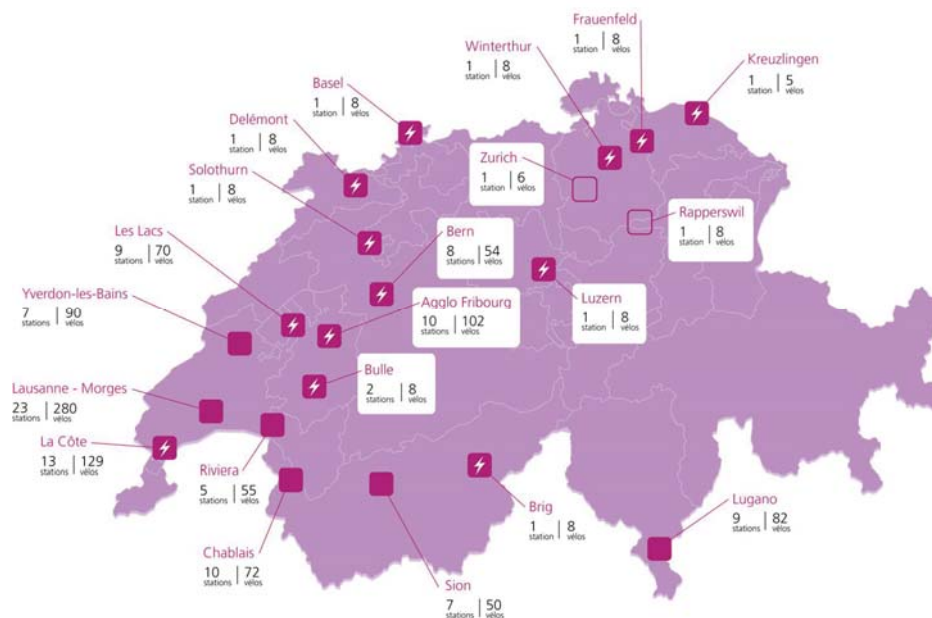 Frauenfeld
1 | 8
station | vélos
Winterthur
1 | 8
station | vélos
Kreuzlingen
1 | 5
station | vélos
Basel
1 | 8
station | vélos
Delémont
1 | 8
station | vélos
Zurich
1 | 6
station | vélos
Solothurn
1 | 8
station | vélos
Rapperswil
1 | 8
station | vélos
Les Lacs
9 | 70
stations | vélos
Bern
8 | 54
stations | vélos
Yverdon-les-Bains
7 | 90
stations | vélos
Agglo Fribourg
10 | 102
stations | vélos
Luzern
1 | 8
station | vélos
Bulle
2 | 8
stations | vélos
Lausanne - Morges
23 | 280
stations | vélos
La Côte
13 | 129
stations | vélos
Riviera
5 | 55
stations | vélos
Brig
1 | 8
station | vélos
Lugano
9 | 82
stations | vélos
Chablais
10 | 72
stations | vélos
Sion
7 | 50
stations | vélos